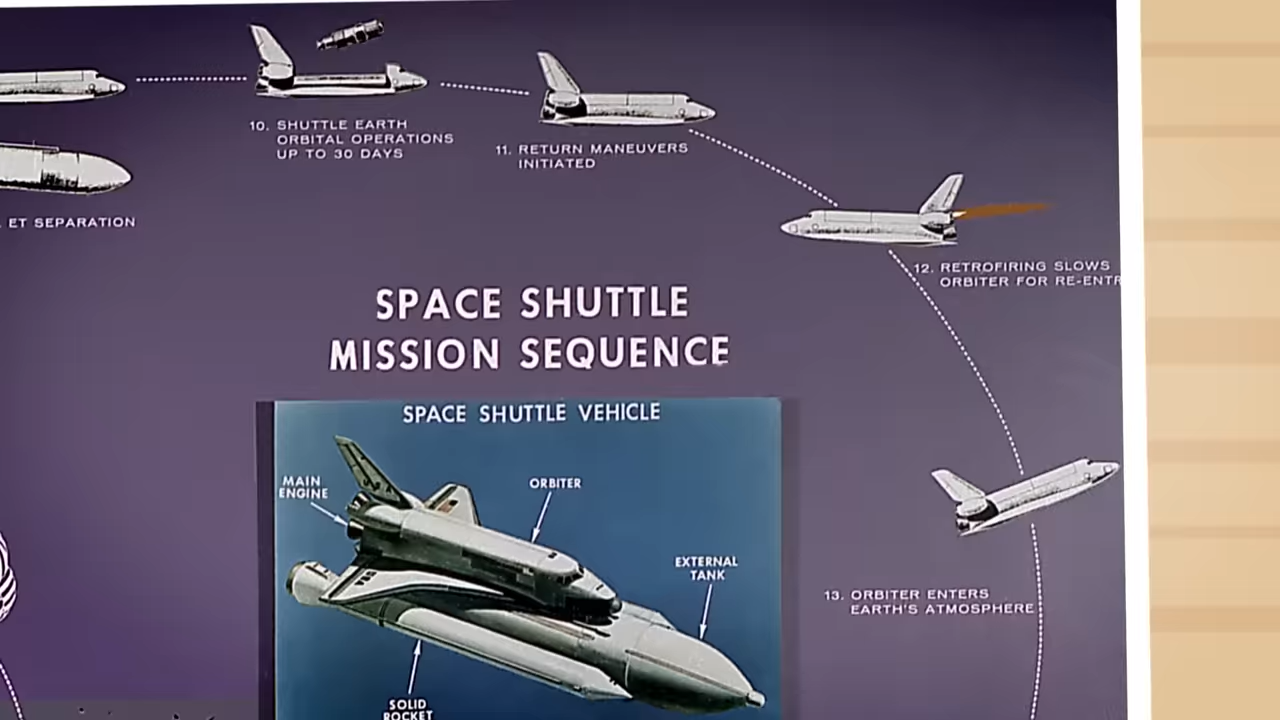 10. SHUTTLE EARTH
ORBITAL OPERATIONS
UP TO 30 DAYS
11. RETURN MANEUVERS
INITIATED
ET SEPARATION
12. RETROFIRING SLOWS
ORBITER FOR RE-ENTR
SPACE SHUTTLE
MISSION SEQUENCE
SPACE SHUTTLE VEHICLE
MAIN
ENGINE
ORBITER
EXTERNAL
TANK
13. ORBITER ENTERS
EARTH'S ATMOSPHERE
SOLID
ROCKET